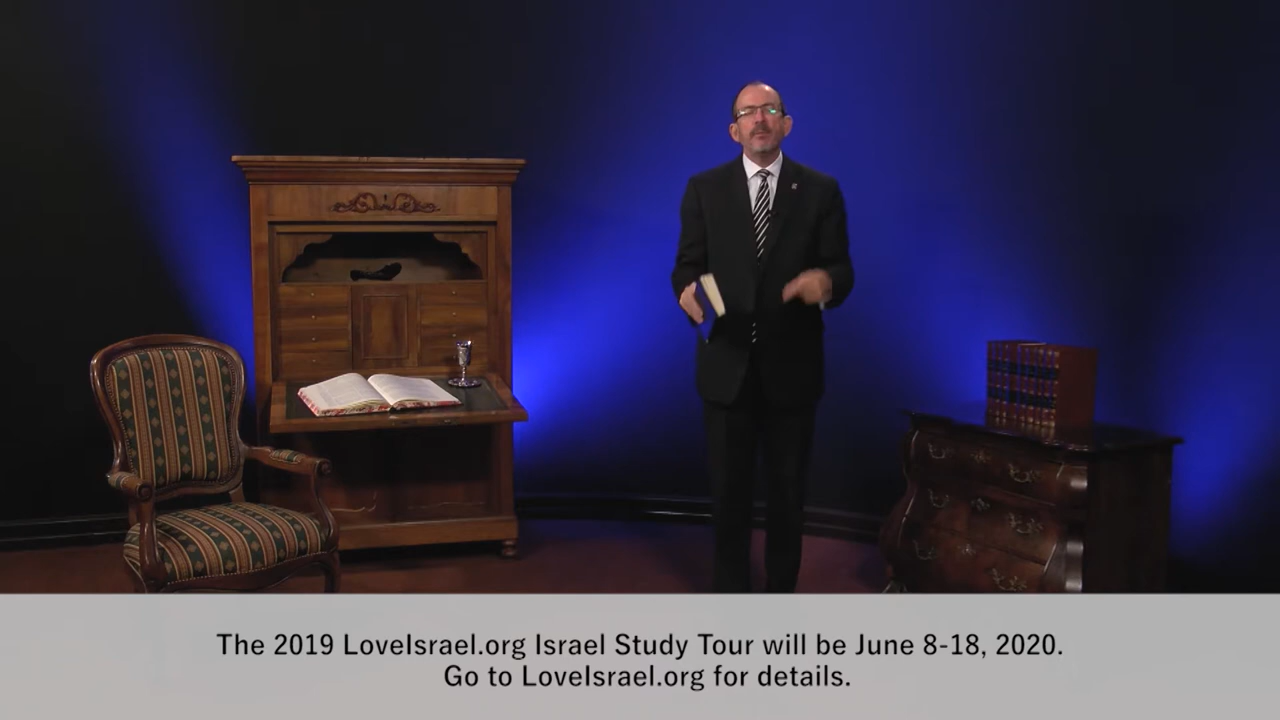 The 2019 LoveIsrael.org Israel Study Tour will be June 8-18, 2020.
Go to LoveIsrael.org for details.